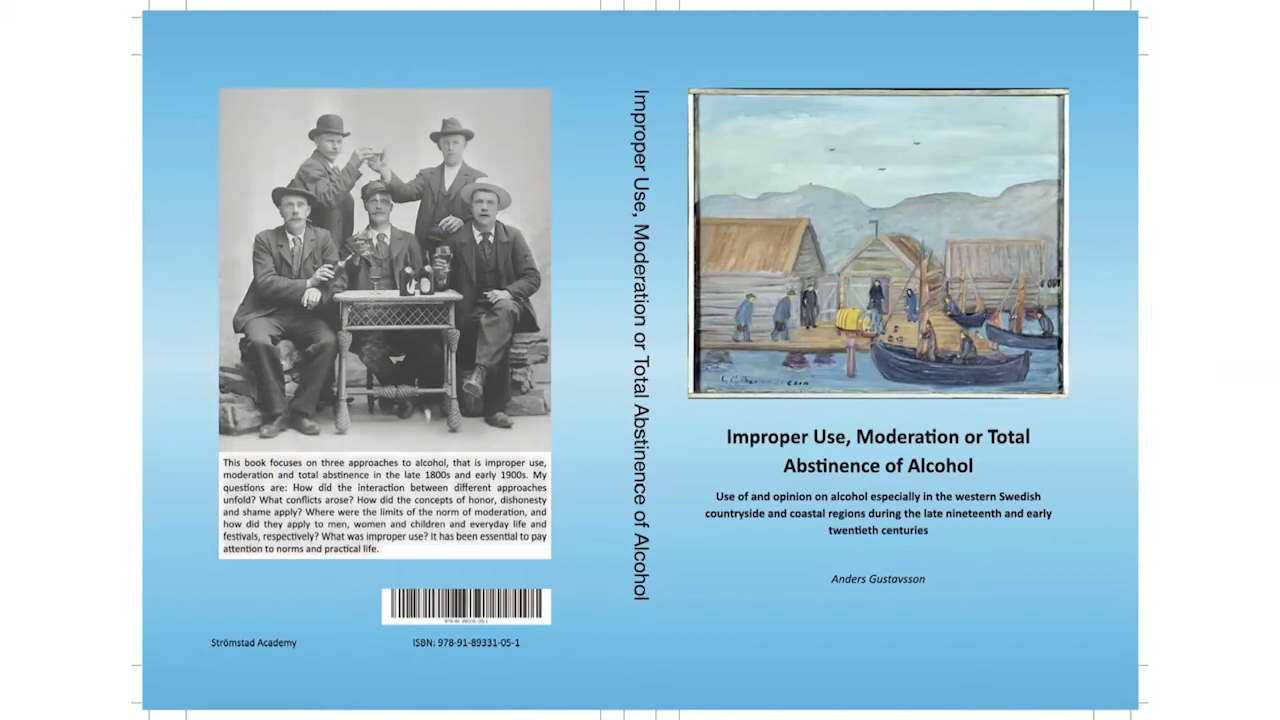 This book focuses on three approaches to alcohol, that is improper use,
moderation and total abstinence in the late 1800s and early 1900s. My
questions are: How did the interaction between different approaches
unfold? What conflicts arose? How did the concepts of honor, dishonesty
and shame apply? Where were the limits of the norm of moderation, and
how did they apply to men, women and children and everyday life and
festivals, respectively? What was improper use? It has been essential to pay
attention to norms and practical life.
Strömstad Academy
ISBN: 978-91-89331-05-1
Improper Use, Moderation or Total Abstinence of Alcohol
Improper Use, Moderation or Total
Abstinence of Alcohol
Use of and opinion on alcohol especially in the western Swedish
countryside and coastal regions during the late nineteenth and early
twentieth centuries
Anders Gustavsson